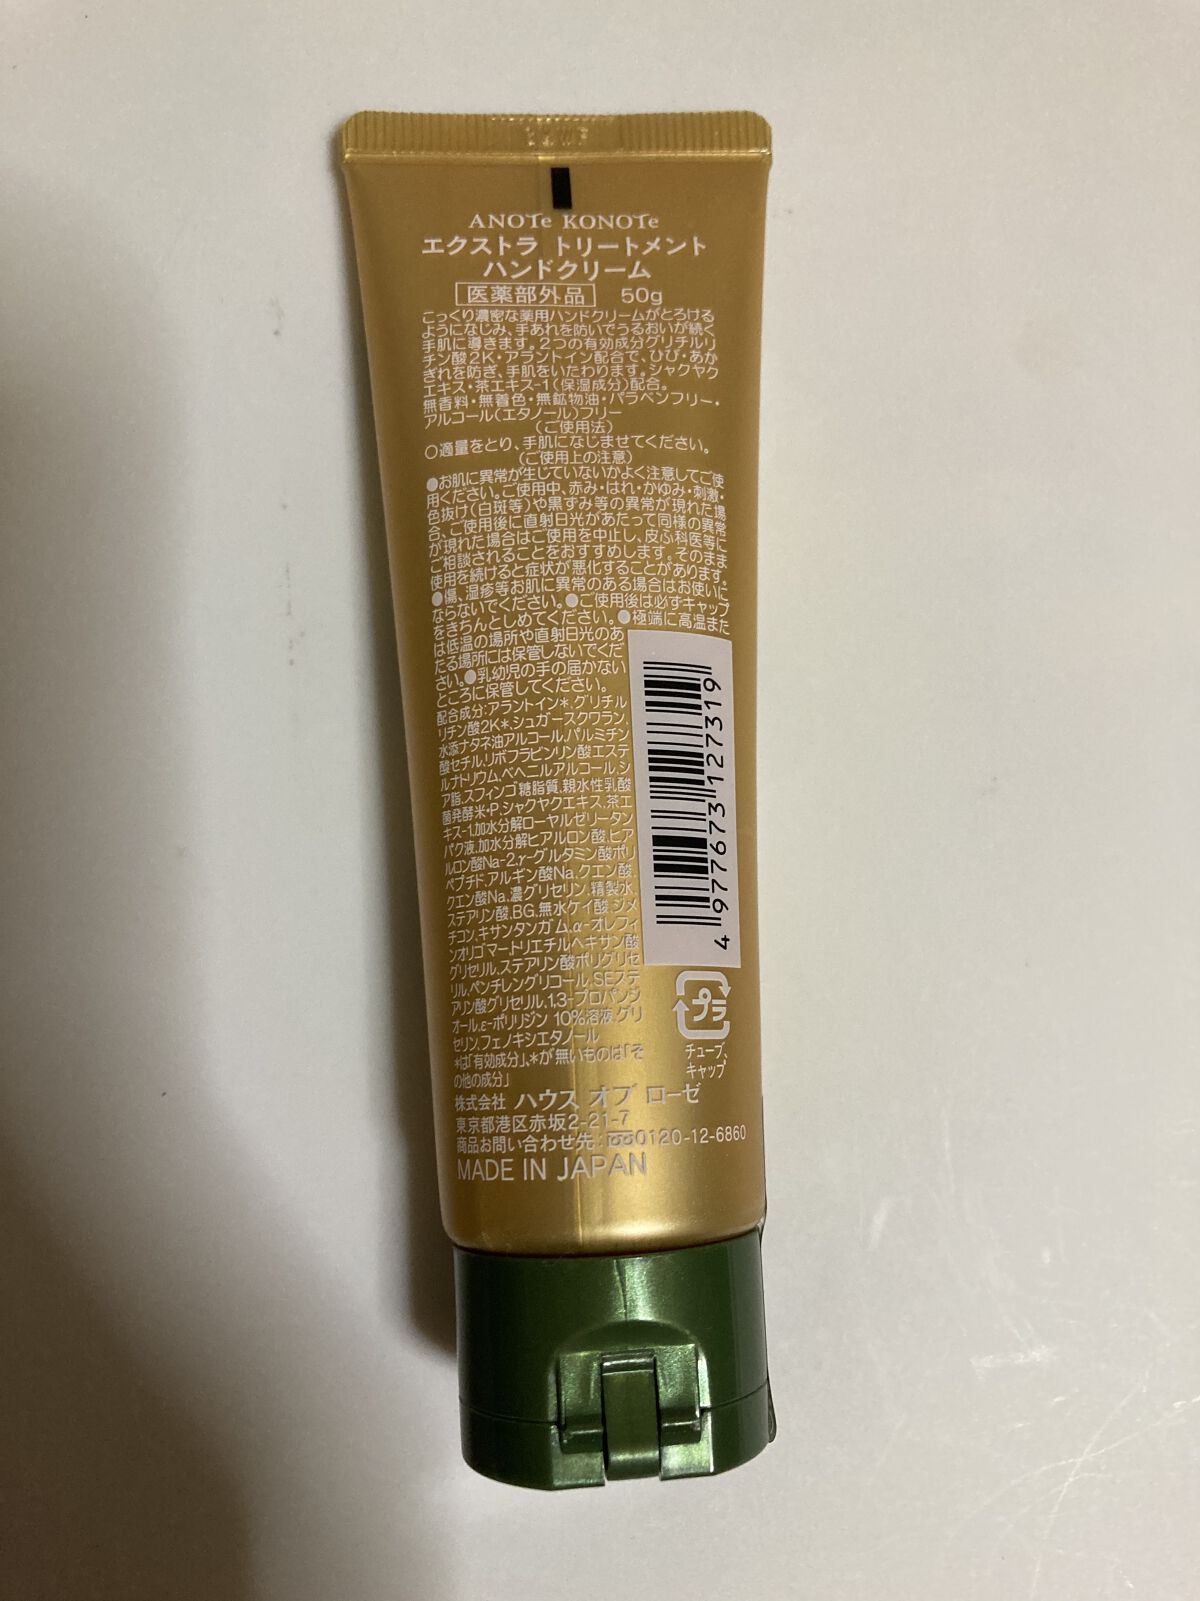 ANOTe KONOTe
エクストラ トリートメント
ハンドクリーム
医薬部外品 50g
こっくり濃密な薬用ハンドクリームがとろける
ようになじみ、手あれを防いでうるおいが続く
手肌に導きます。2つの有効成分グリチルリ
チン酸2K・アラントイン配合で、ひび・あか
ぎれを防ぎ、手肌をいたわります。シャクヤク
エキス・茶エキス-1(保湿成分)配合。
無香料・無着色・無鉱物油・パラベンフリー・
アルコール(エタノール)フリー
(ご使用法)
○適量をとり、手肌になじませてください。
(ご使用上の注意)
●お肌に異常が生じていないかよく注意してご使
用ください。ご使用中、赤み・はれ・かゆみ・刺激・
色抜け(白斑等)や黒ずみ等の異常が現れた場
合、ご使用後に直射日光があたって同様の異常
が現れた場合はご使用を中止し、皮ふ科医等に
ご相談されることをおすすめします。そのまま
使用を続けると症状が悪化することがあります。
●傷、湿疹等お肌に異常のある場合はお使いに
ならないでください。●ご使用後は必ずキャップ
をきちんとしめてください。●極端に高温また
は低温の場所や直射日光のあ
たる場所には保管しないでくだ
さい。●乳幼児の手の届かない
ところに保管してください。
配合成分:アラントイン*,グリチル
リチン酸2K*,シュガースクワラン,
水添ナタネ油アルコール,パルミチン
酸セチル,リボフラビンリン酸エステ
ルナトリウム,ベヘニルアルコール,シ
ア脂,スフィンゴ糖脂質,親水性乳酸
菌発酵米・P,シャクヤクエキス,茶エ
キス-1,加水分解ローヤルゼリータン
パク液,加水分解ヒアルロン酸,ヒア
ルロン酸Na-2,γ-グルタミン酸ポリ
ペプチド,アルギン酸Na,クエン酸,
クエン酸Na,濃グリセリン,精製水,
ステアリン酸,BG,無水ケイ酸,ジメ
チコン,キサンタンガム,α-オレフィ
ンオリゴマー,トリエチルヘキサン酸
グリセリル,ステアリン酸ポリグリセ
リル,ペンチレングリコール,SEステ
アリン酸グリセリル,1,3-プロパンジ
オール,ε-ポリリジン 10%溶液,グリ
セリン,フェノキシエタノール
*は「有効成分」、*が無いものは「そ
の他の成分」
4977673127319
プラ
チューブ、
キャップ
株式会社 ハウス オブ ローゼ
東京都港区赤坂2-21-7
商品お問い合わせ先:0120-12-6860
MADE IN JAPAN